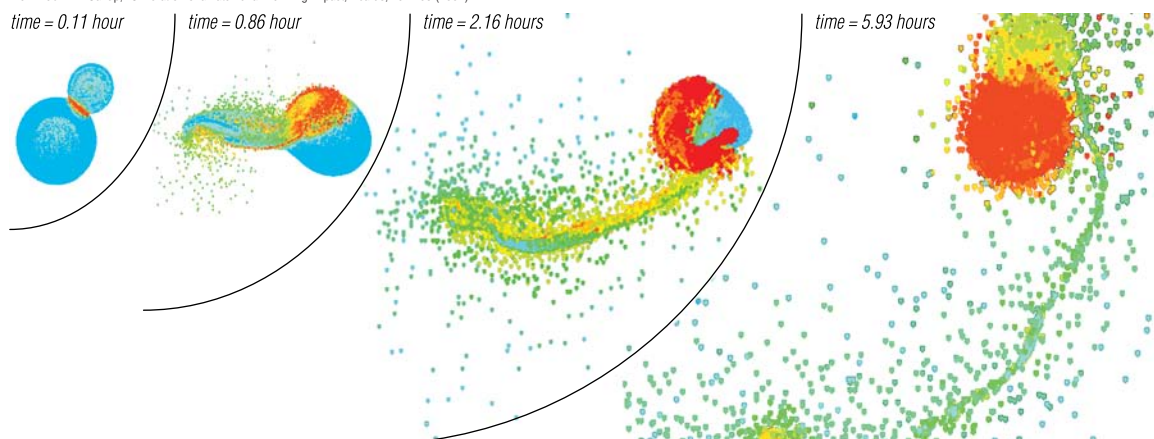 time = 0.11 hour
time = 0.86 hour
time = 2.16 hours
time = 5.93 hours